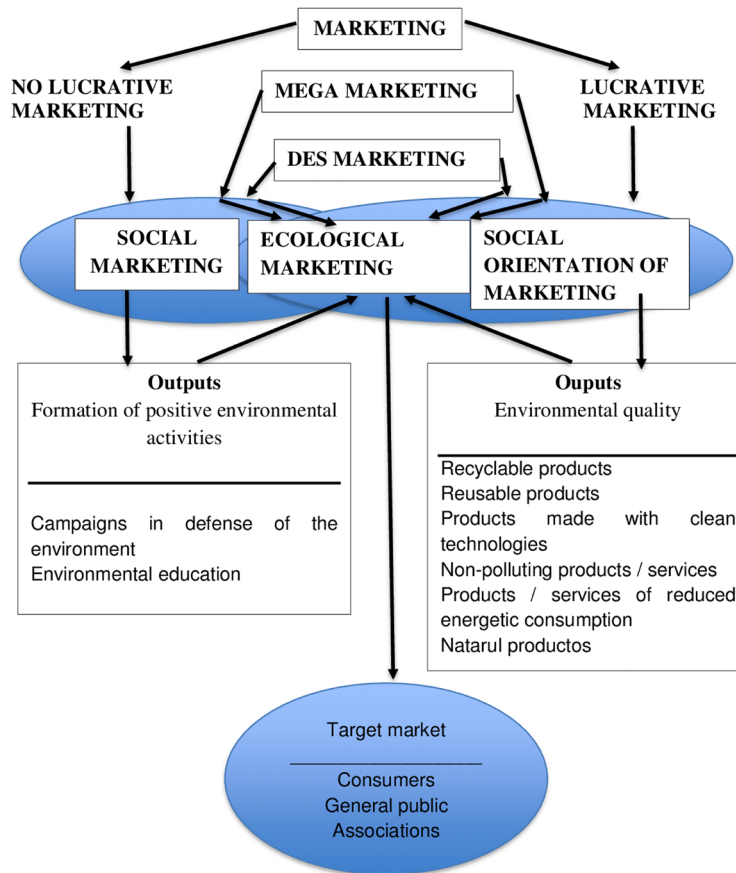 MARKETING
NO LUCRATIVE
MARKETING
MEGA MARKETING
LUCRATIVE
MARKETING
DES MARKETING
SOCIAL
MARKETING
ECOLOGICAL
MARKETING
SOCIAL
ORIENTATION OF
MARKETING
Outputs
Formation of positive environmental
activities
Campaigns in defense of the
environment
Environmental education
Ouputs
Environmental quality
Recyclable products
Reusable products
Products made with clean
technologies
Non-polluting products / services
Products / services of reduced
energetic consumption
Natarul productos
Target market
Consumers
General public
Associations